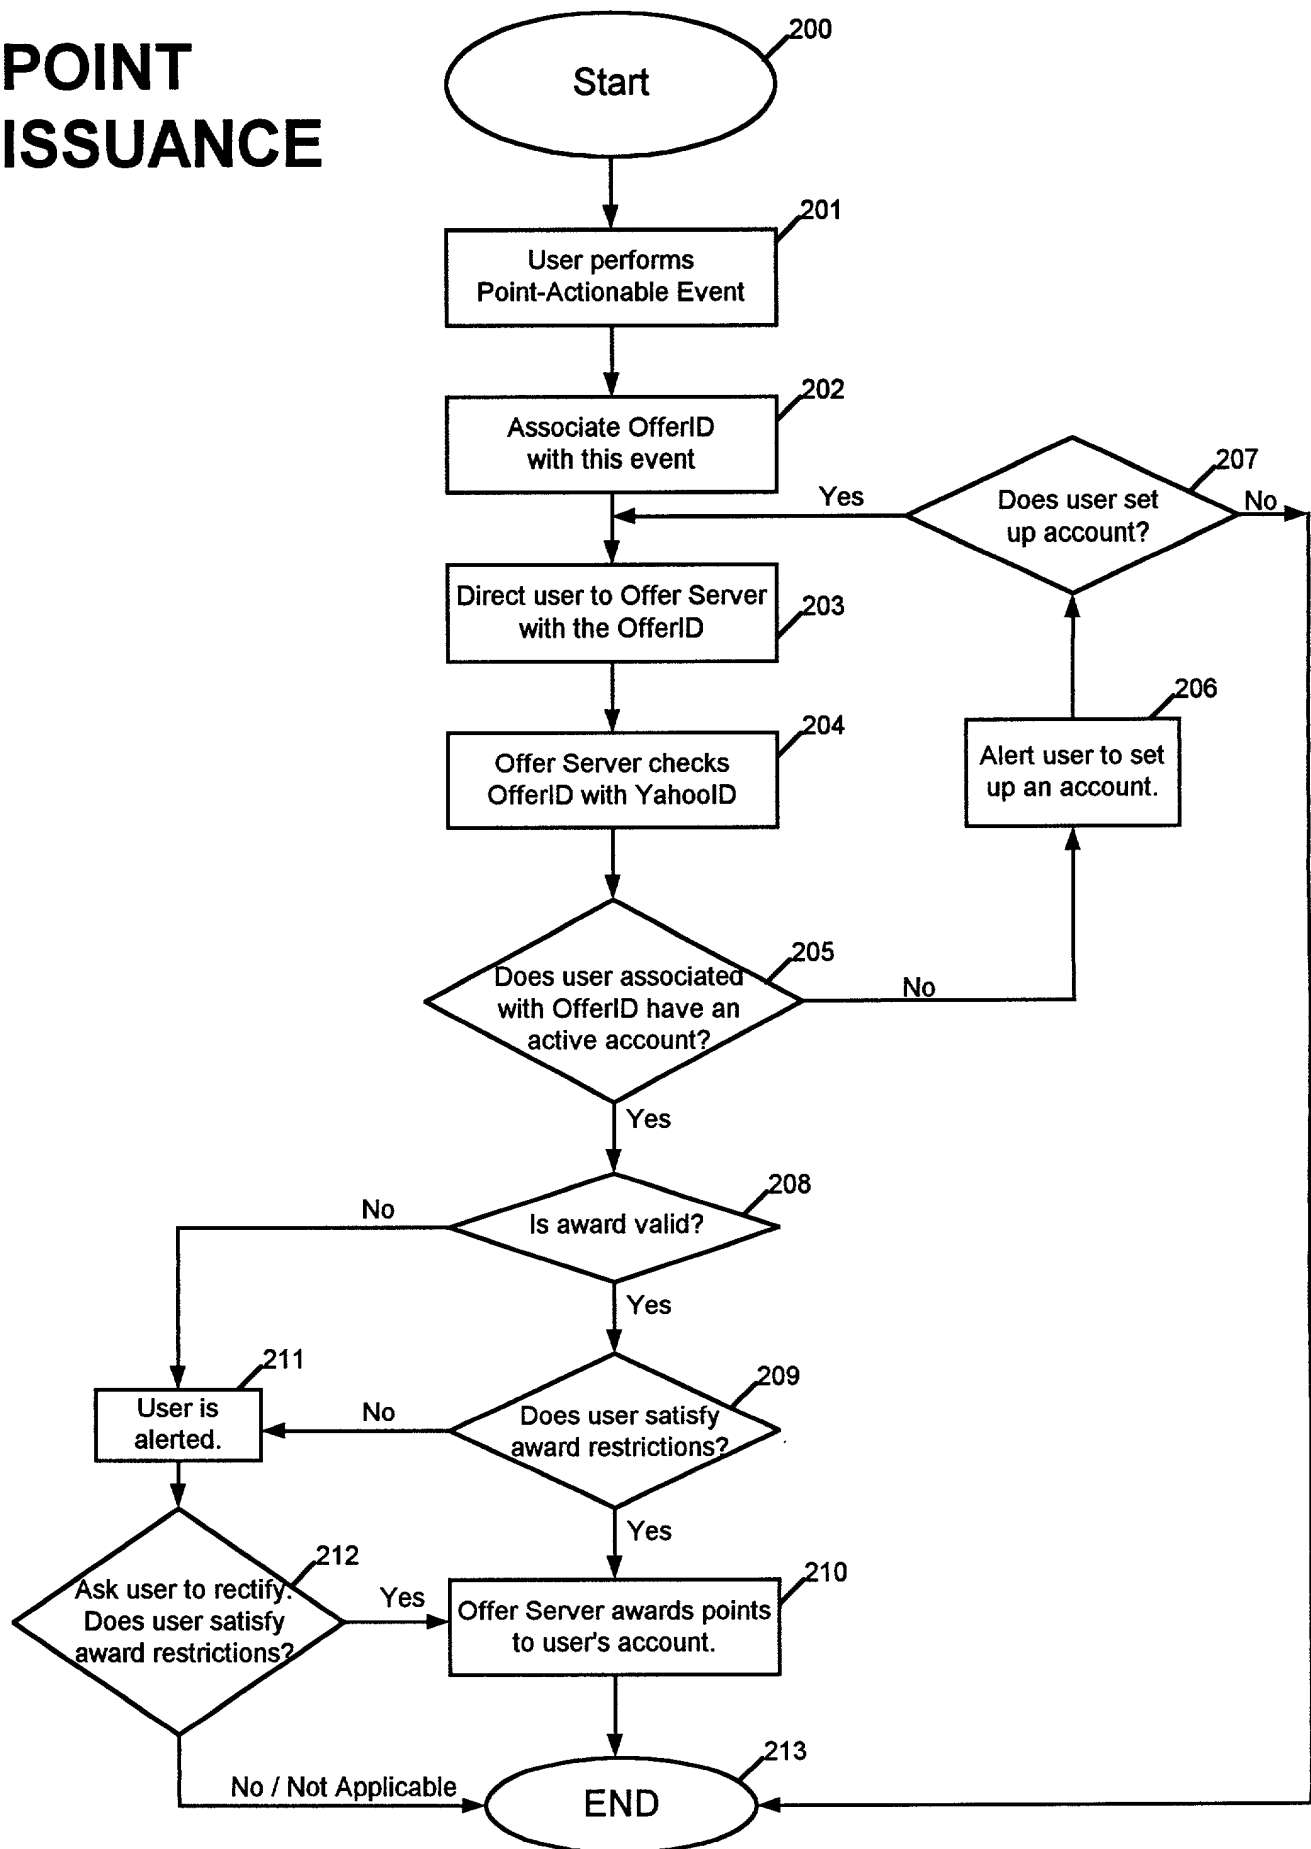 POINT
ISSUANCE
200
Start
201
User performs
Point-Actionable Event
202
Associate OfferID
with this event
207
Does user set
up account?
Yes
No
Direct user to Offer Server
with the OfferID
203
206
Alert user to set
up an account.
204
Offer Server checks
OfferID with YahooID
205
Does user associated
with OfferID have an
active account?
No
Yes
208
Is award valid?
No
Yes
211
User is
alerted.
209
Does user satisfy
award restrictions?
No
Yes
212
Ask user to rectify.
Does user satisfy
award restrictions?
Yes
210
Offer Server awards points
to user's account.
No / Not Applicable
213
END